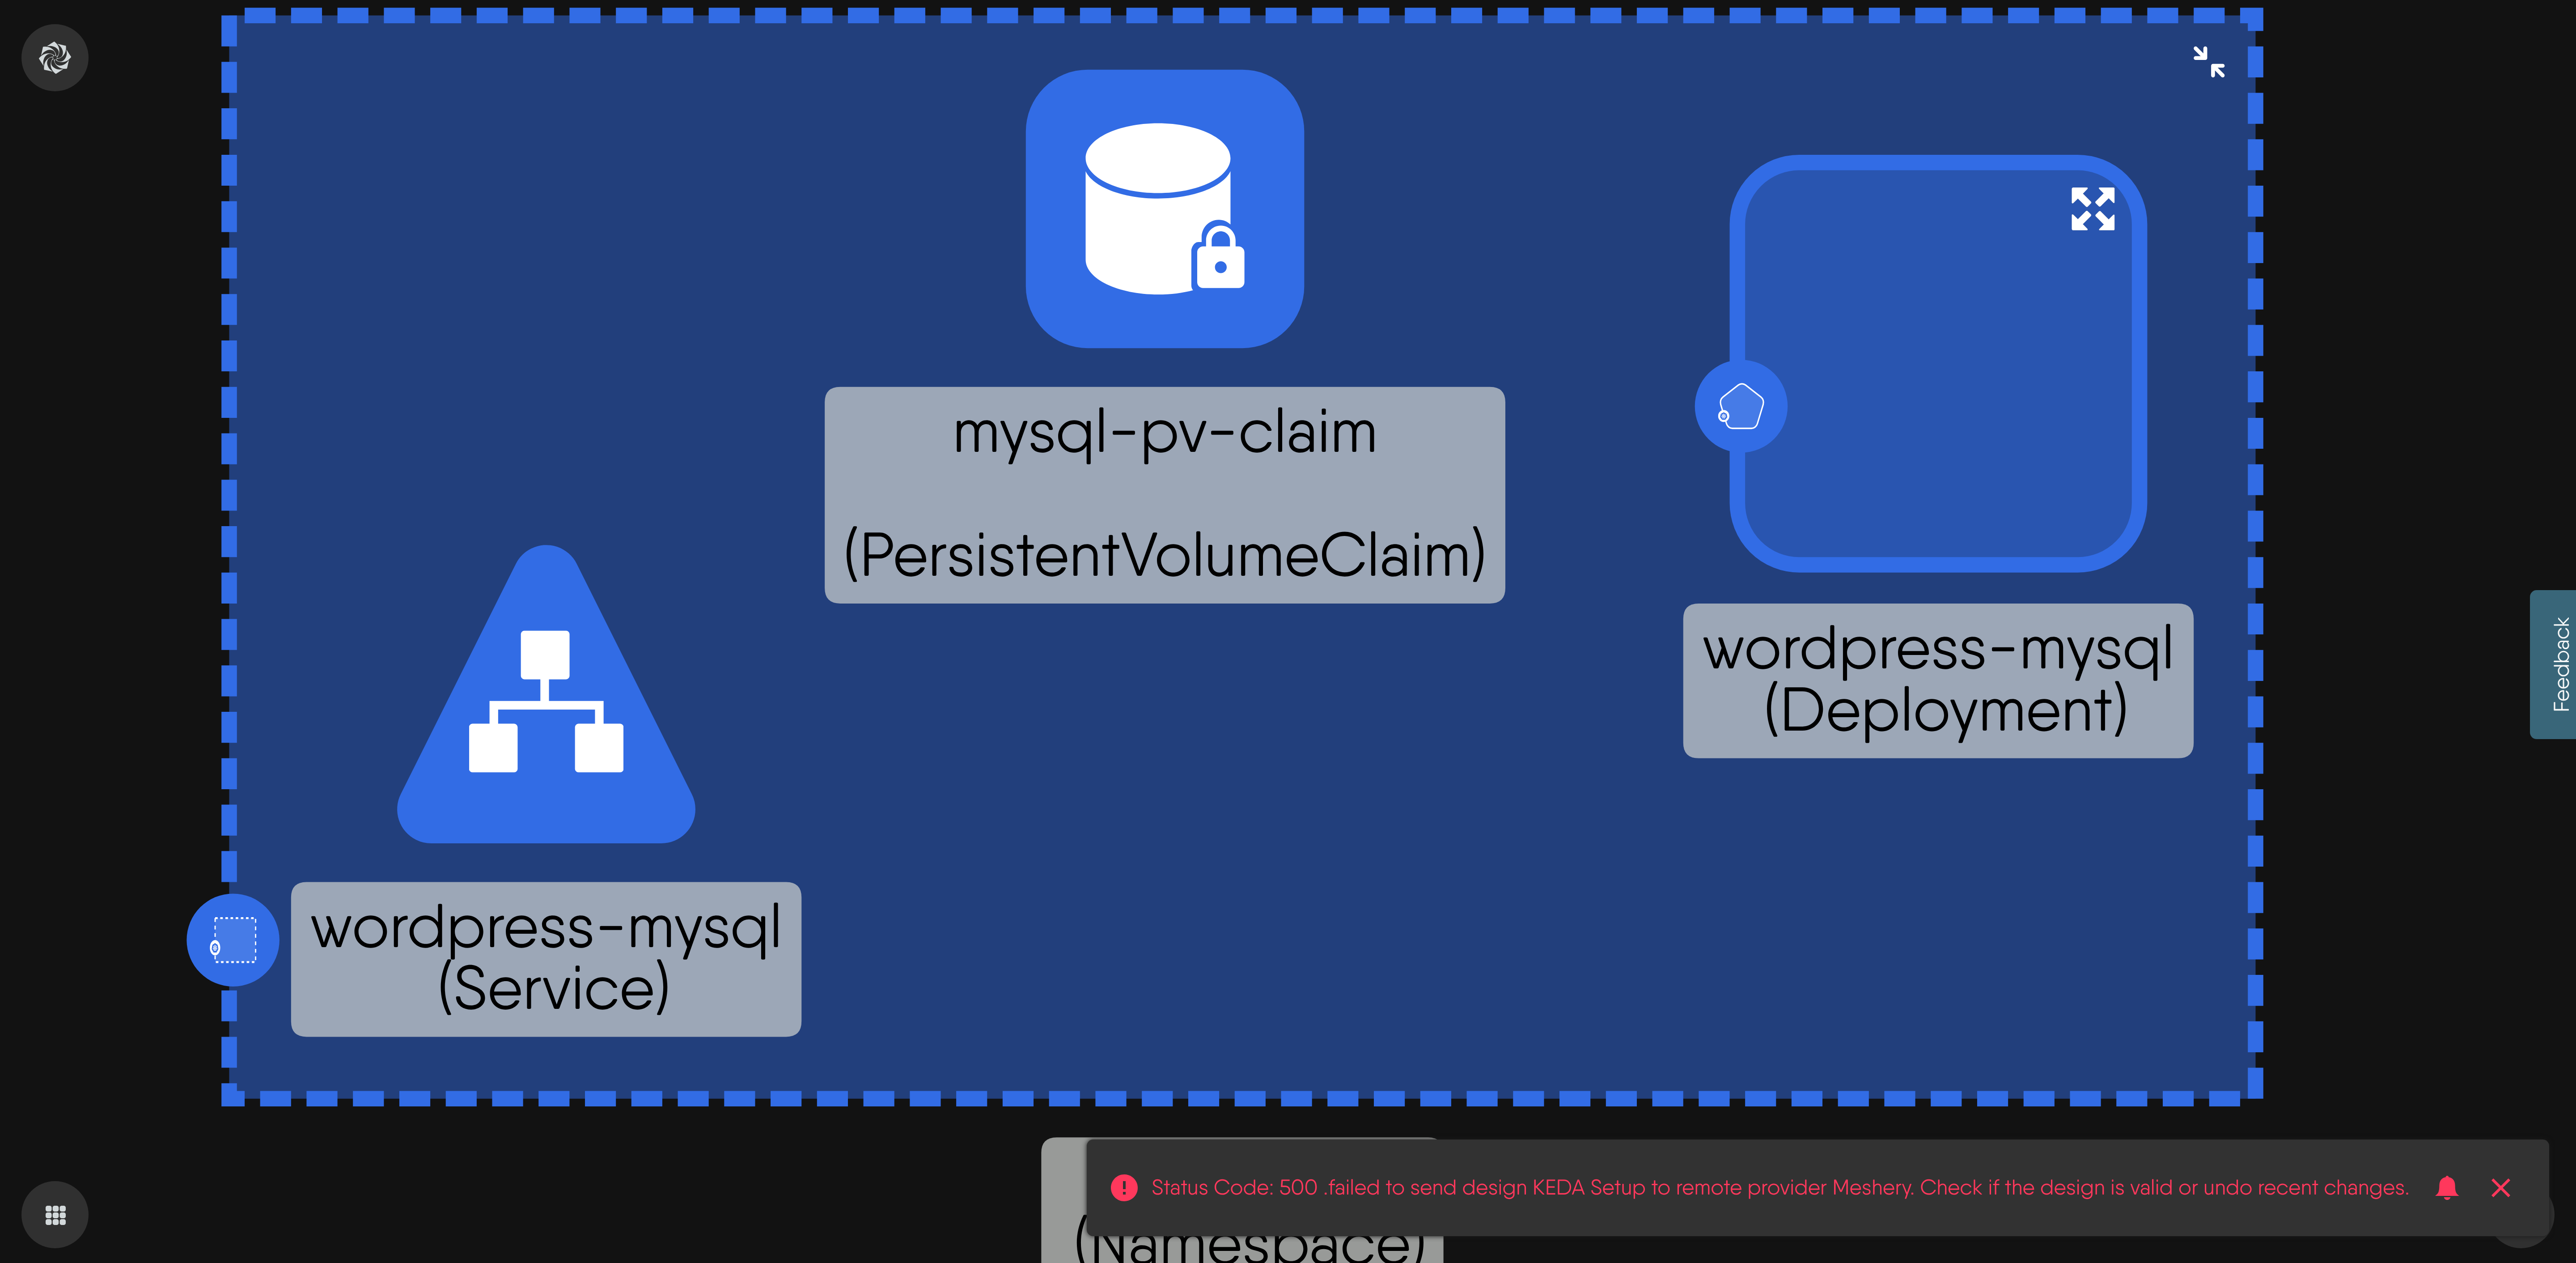 mysql-pv-claim
(PersistentVolumeClaim)
wordpress-mysql
(Deployment)
wordpress-mysql
(Service)
Feedback
Status Code: 500 .failed to send design KEDA Setup to remote provider Meshery. Check if the design is valid or undo recent changes.
(Namespace)